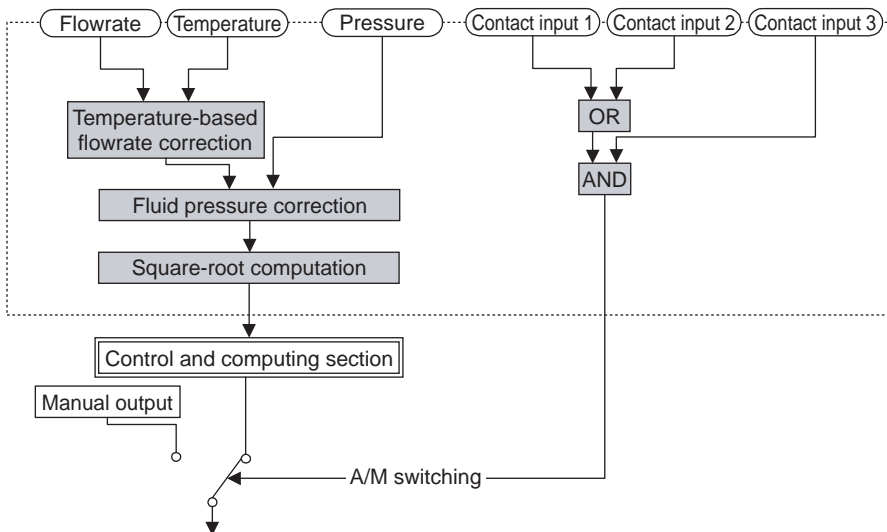 Flowrate
Temperature
Pressure
Contact input 1
Contact input 2
Contact input 3
Temperature-based
flowrate correction
OR
AND
Fluid pressure correction
Square-root computation
Control and computing section
Manual output
A/M switching